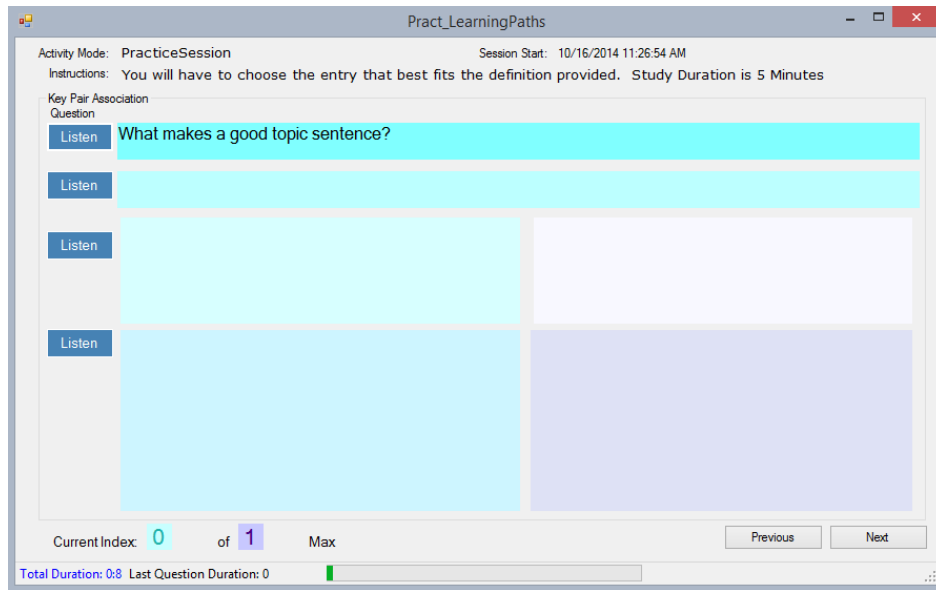 Pract_LearningPaths
Activity Mode: PracticeSession Session Start: 10/16/2014 11:26:54 AM
Instructions: You will have to choose the entry that best fits the definition provided. Study Duration is 5 Minutes
Key Pair Association
Question
Listen What makes a good topic sentence?
Listen
Listen
Listen
Current Index: 0 of 1 Max
Previous Next
Total Duration: 0:8 Last Question Duration: 0